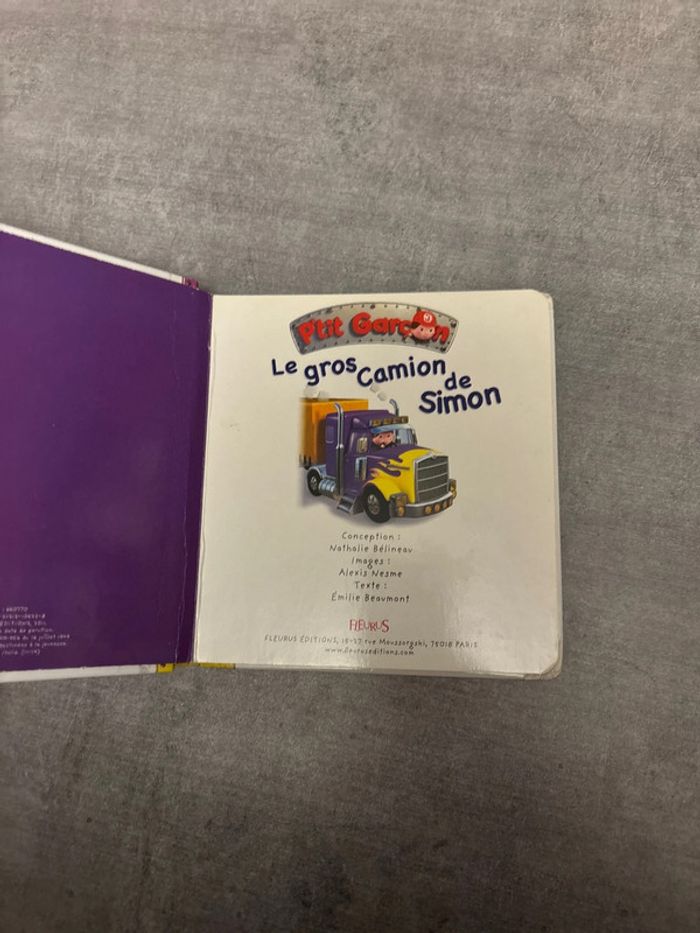 P'tit Garçon
Le gros Camion de Simon
Conception :
Nathalie Bélineau
Images :
Alexis Nesme
Texte :
Émilie Beaumont
FLEURUS
FLEURUS ÉDITIONS, 15-27 rue Moussorgski, 75018 PARIS
www.fleuruseditions.com